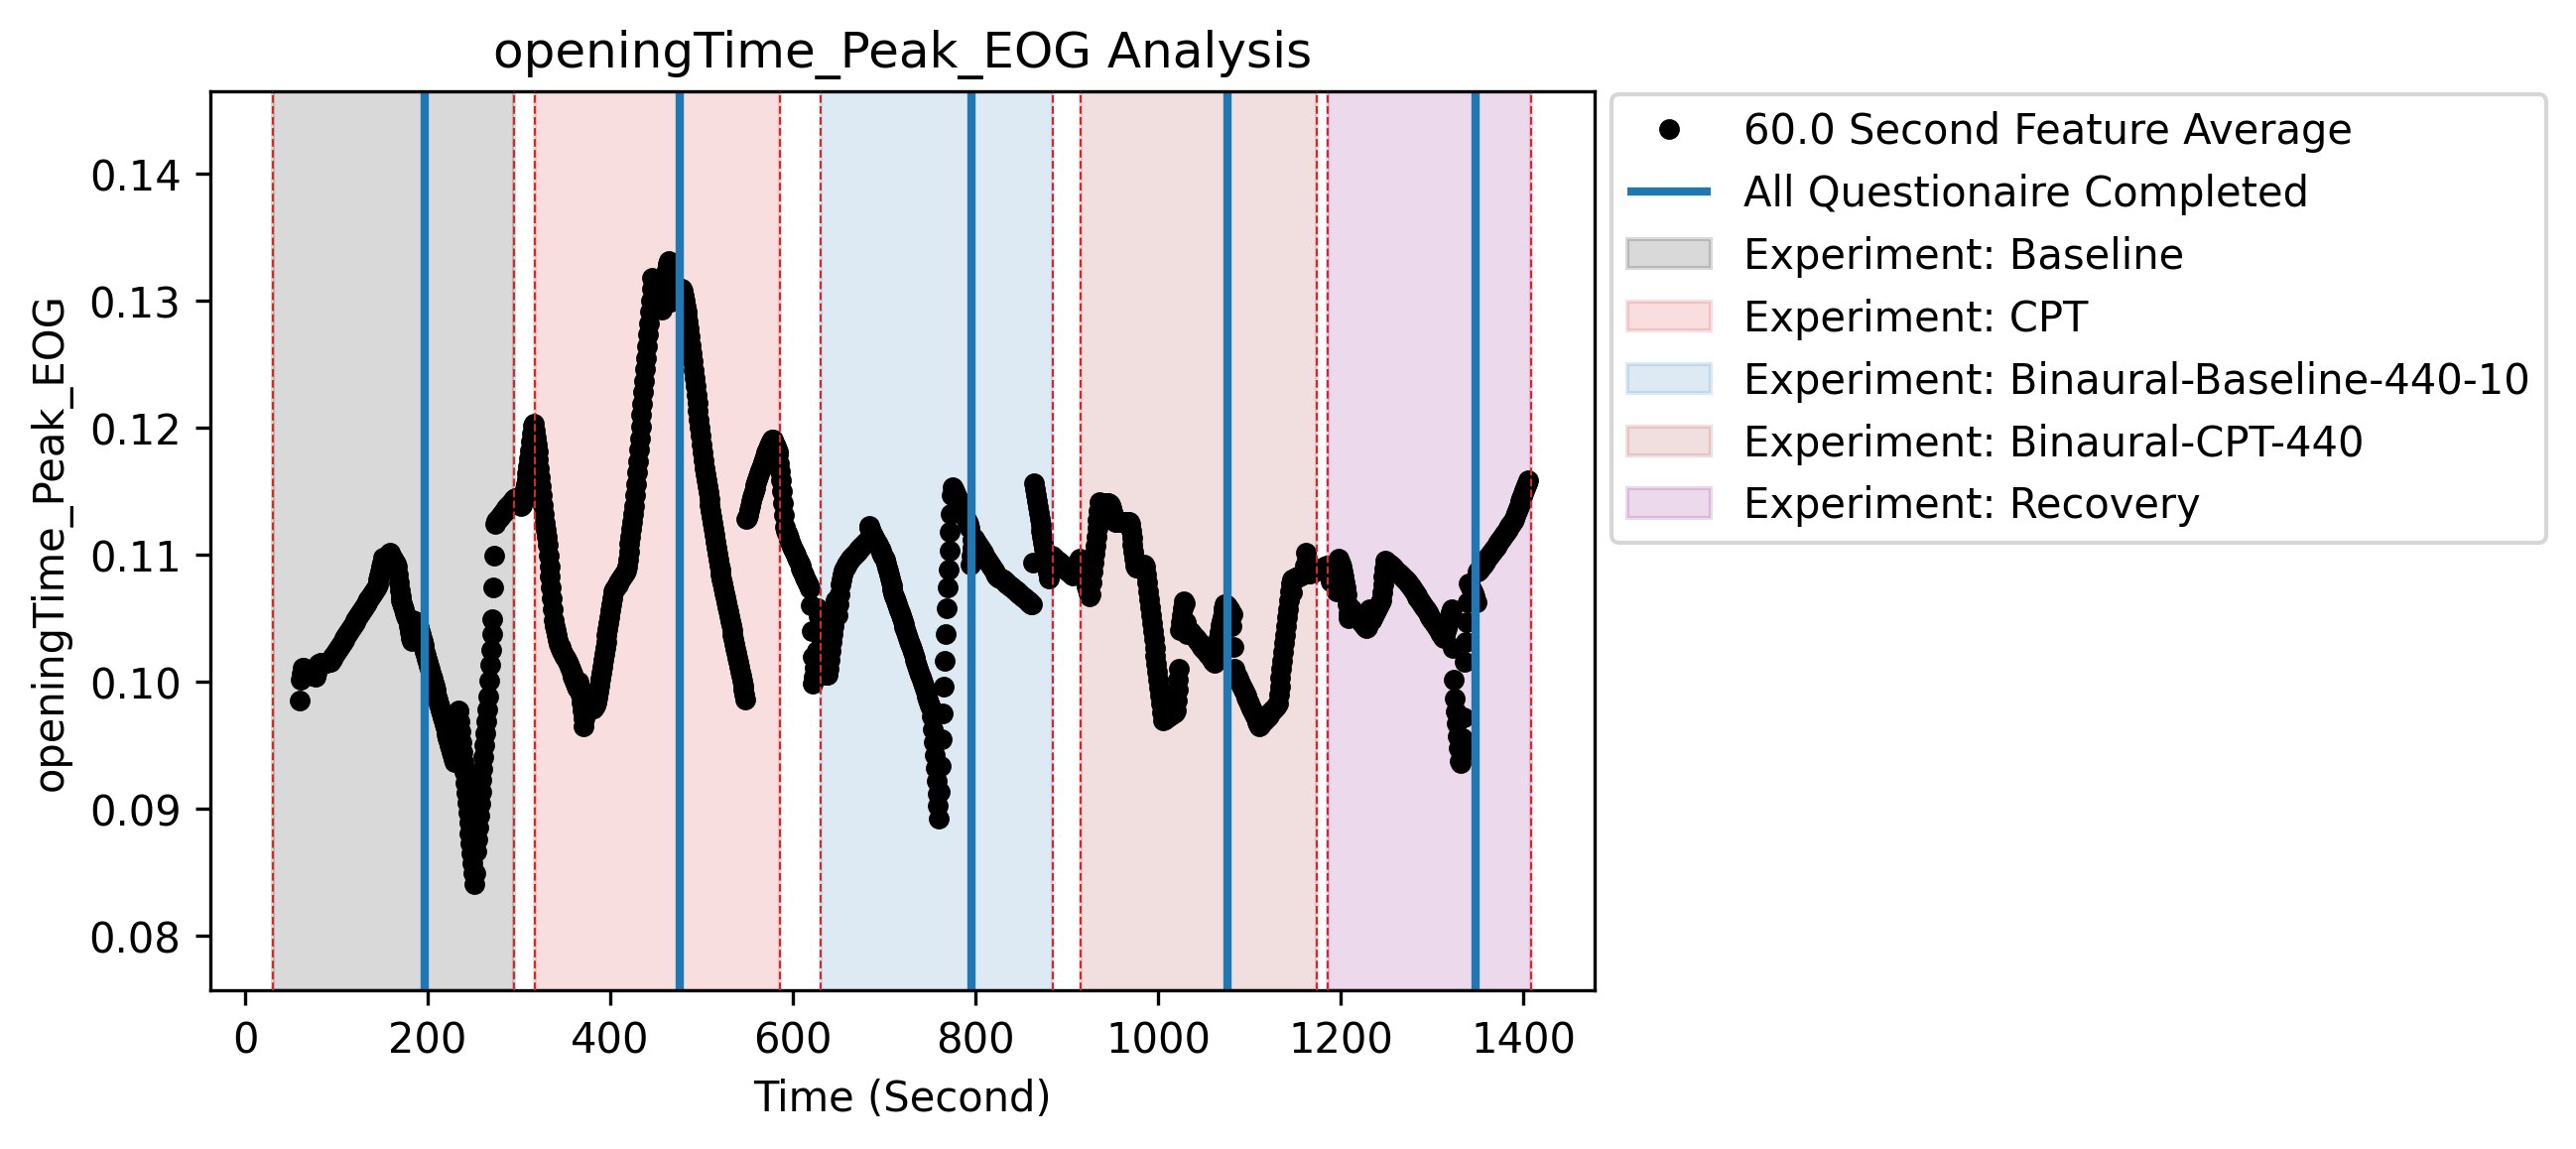 openingTime_Peak_EOG Analysis
openingTime_Peak_EOG
0.14
0.13
0.12
0.11
0.10
0.09
0.08
0 200 400 600 800 1000 1200 1400
Time (Second)
60.0 Second Feature Average
All Questionaire Completed
Experiment: Baseline
Experiment: CPT
Experiment: Binaural-Baseline-440-10
Experiment: Binaural-CPT-440
Experiment: Recovery